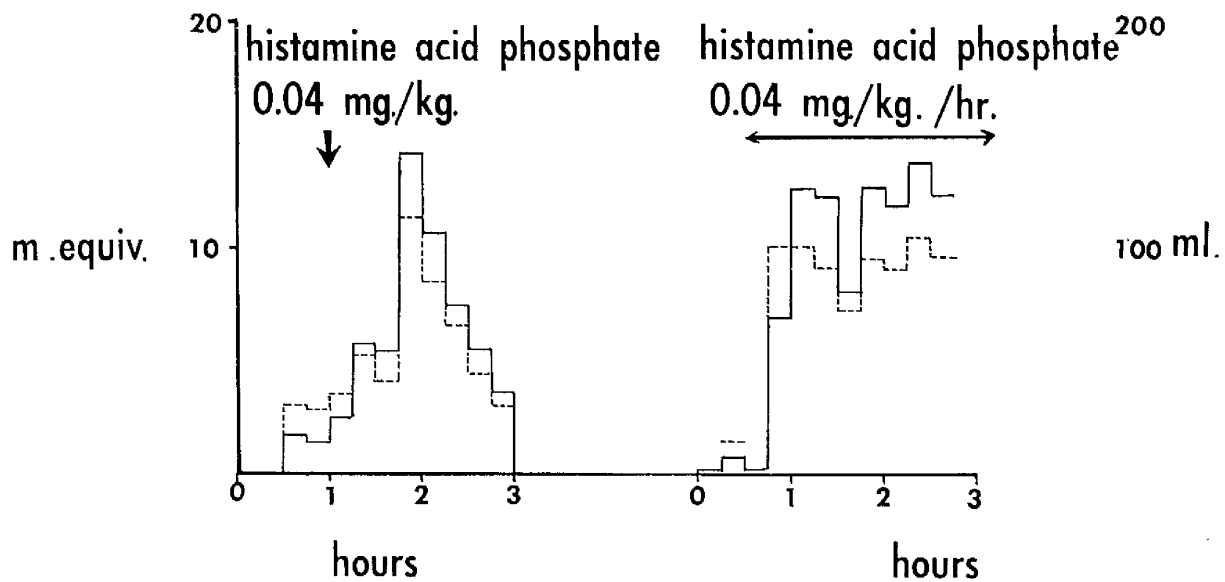 20
histamine acid phosphate
0.04 mg./kg.
histamine acid phosphate
0.04 mg./kg. /hr.
200
m .equiv.
10
100 ml.
0 1 2 3
0 1 2 3
hours
hours